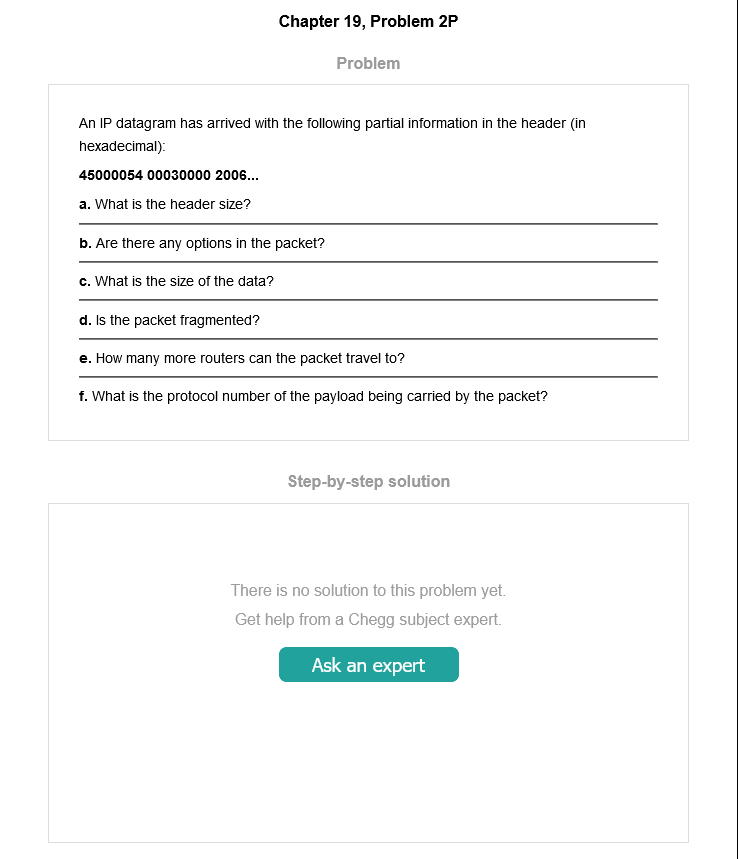 Chapter 19, Problem 2P
Problem
An IP datagram has arrived with the following partial information in the header (in
hexadecimal):
45000054 00030000 2006...
a. What is the header size?
b. Are there any options in the packet?
c. What is the size of the data?
d. Is the packet fragmented?
e. How many more routers can the packet travel to?
f. What is the protocol number of the payload being carried by the packet?
Step-by-step solution
There is no solution to this problem yet.
Get help from a Chegg subject expert.
Ask an expert